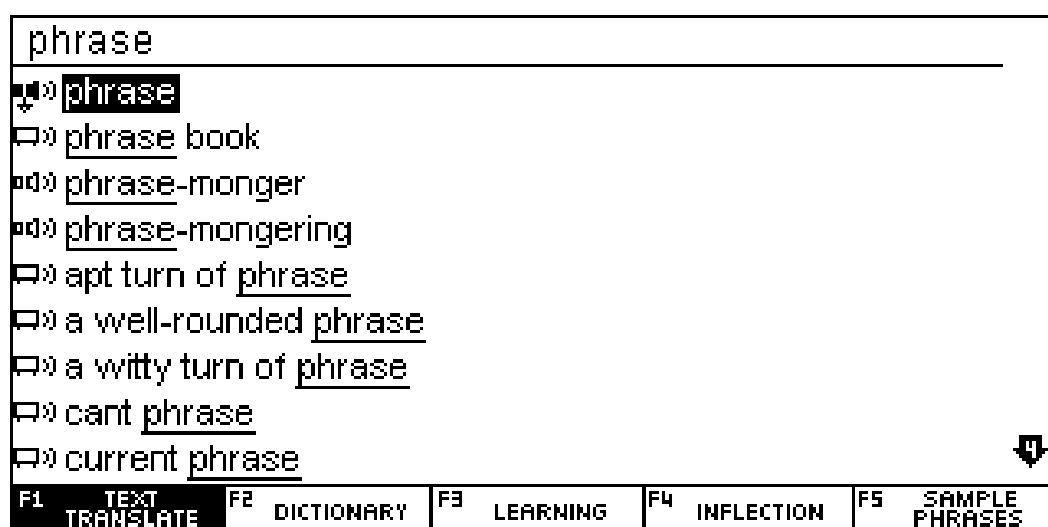 phrase
phrase
phrase book
phrase-monger
phrase-mongering
apt turn of phrase
a well-rounded phrase
a witty turn of phrase
cant phrase
current phrase
4
F1 TEXT TRANSLATE F2 DICTIONARY F3 LEARNING F4 INFLECTION F5 SAMPLE PHRASES